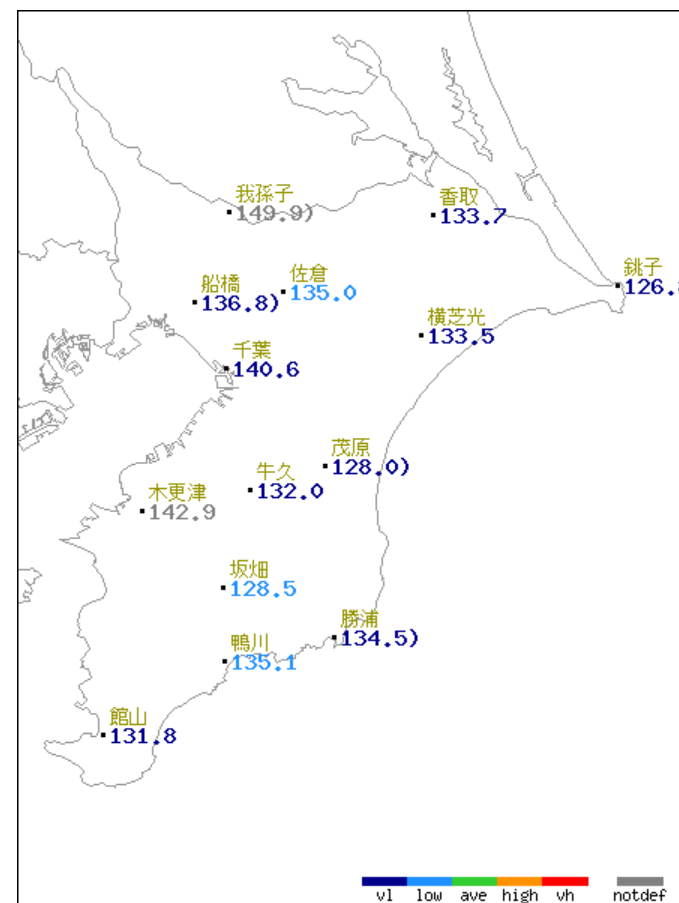 我孫子
149.9)
香取
133.7
銚子
126.8
船橋
136.8)
佐倉
135.0
横芝光
133.5
千葉
140.6
茂原
128.0)
牛久
132.0
木更津
142.9
坂畑
128.5
勝浦
134.5)
鴨川
135.1
館山
131.8
vl low ave high vh notdef